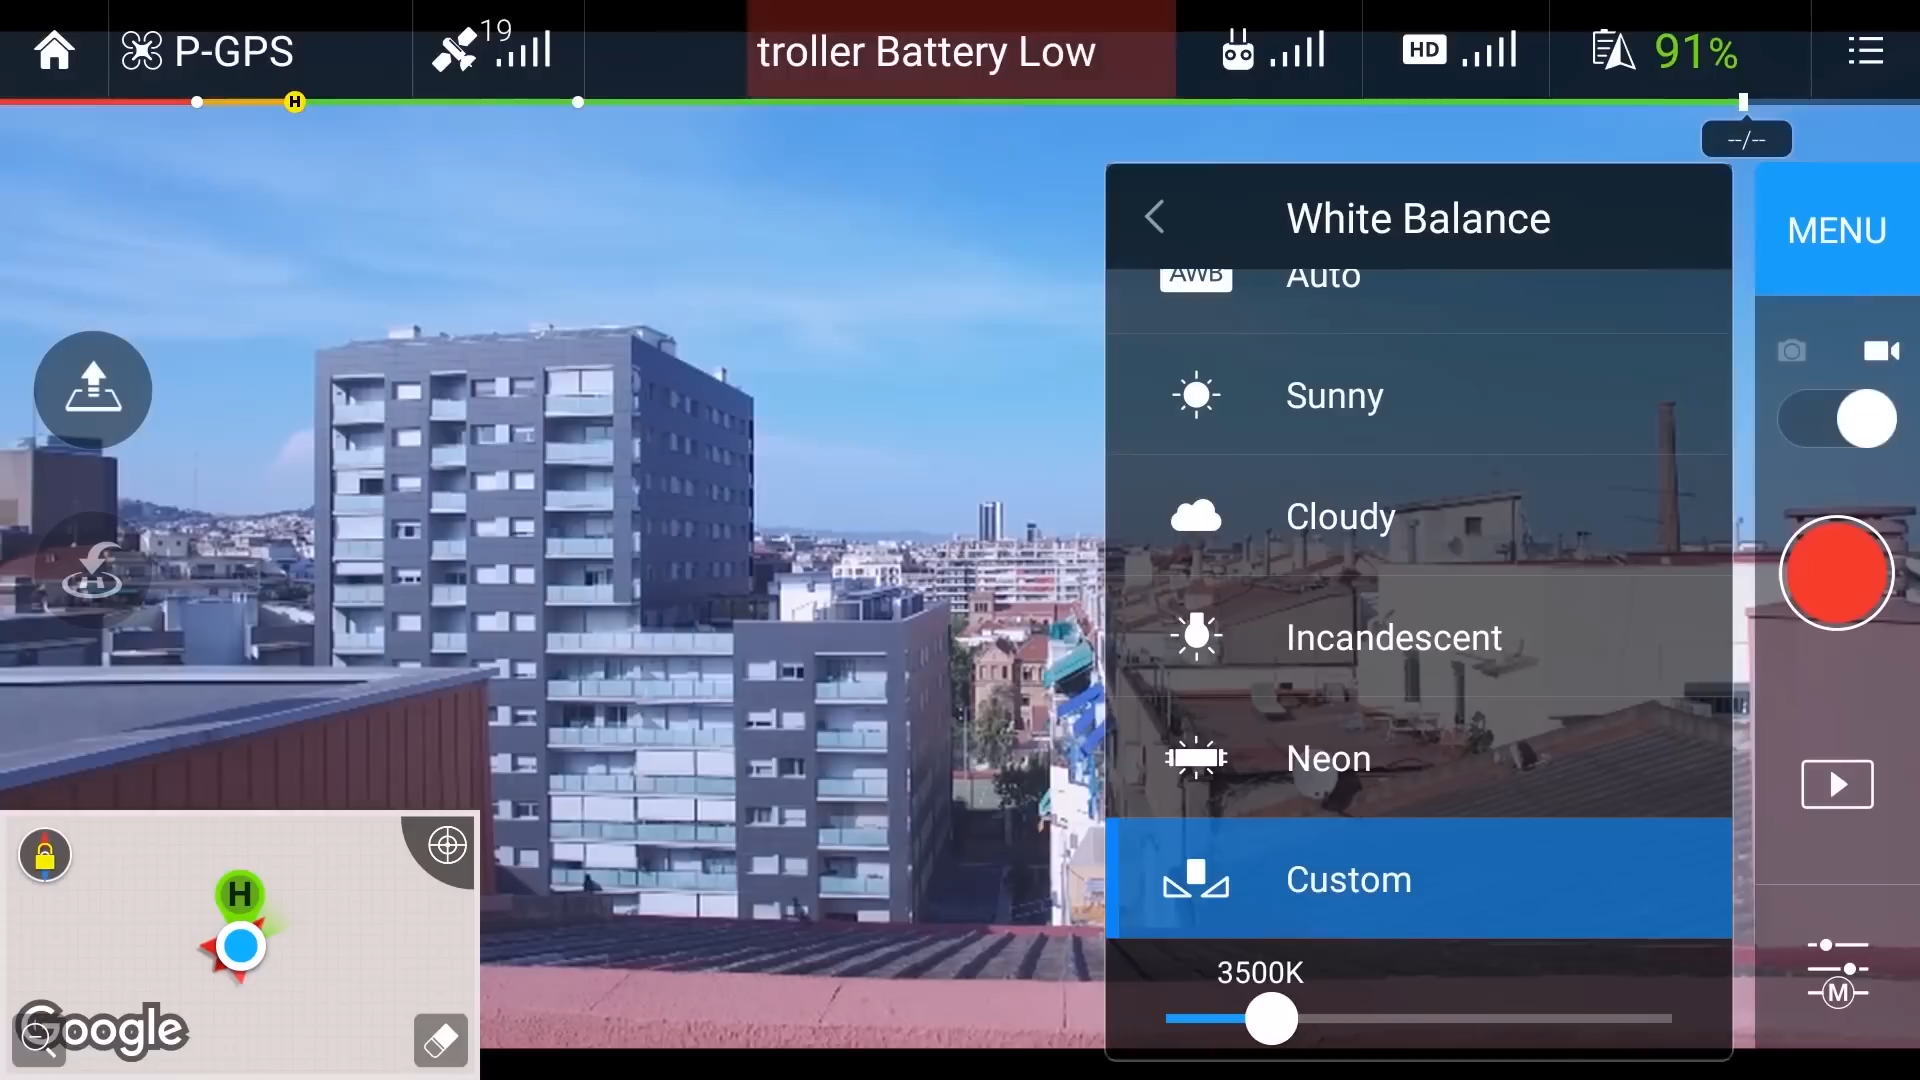 P-GPS
19
troller Battery Low
HD
91%
--/--
H
White Balance
MENU
AWB Auto
Sunny
Cloudy
Incandescent
Neon
Custom
3500K
M
H
H
Google